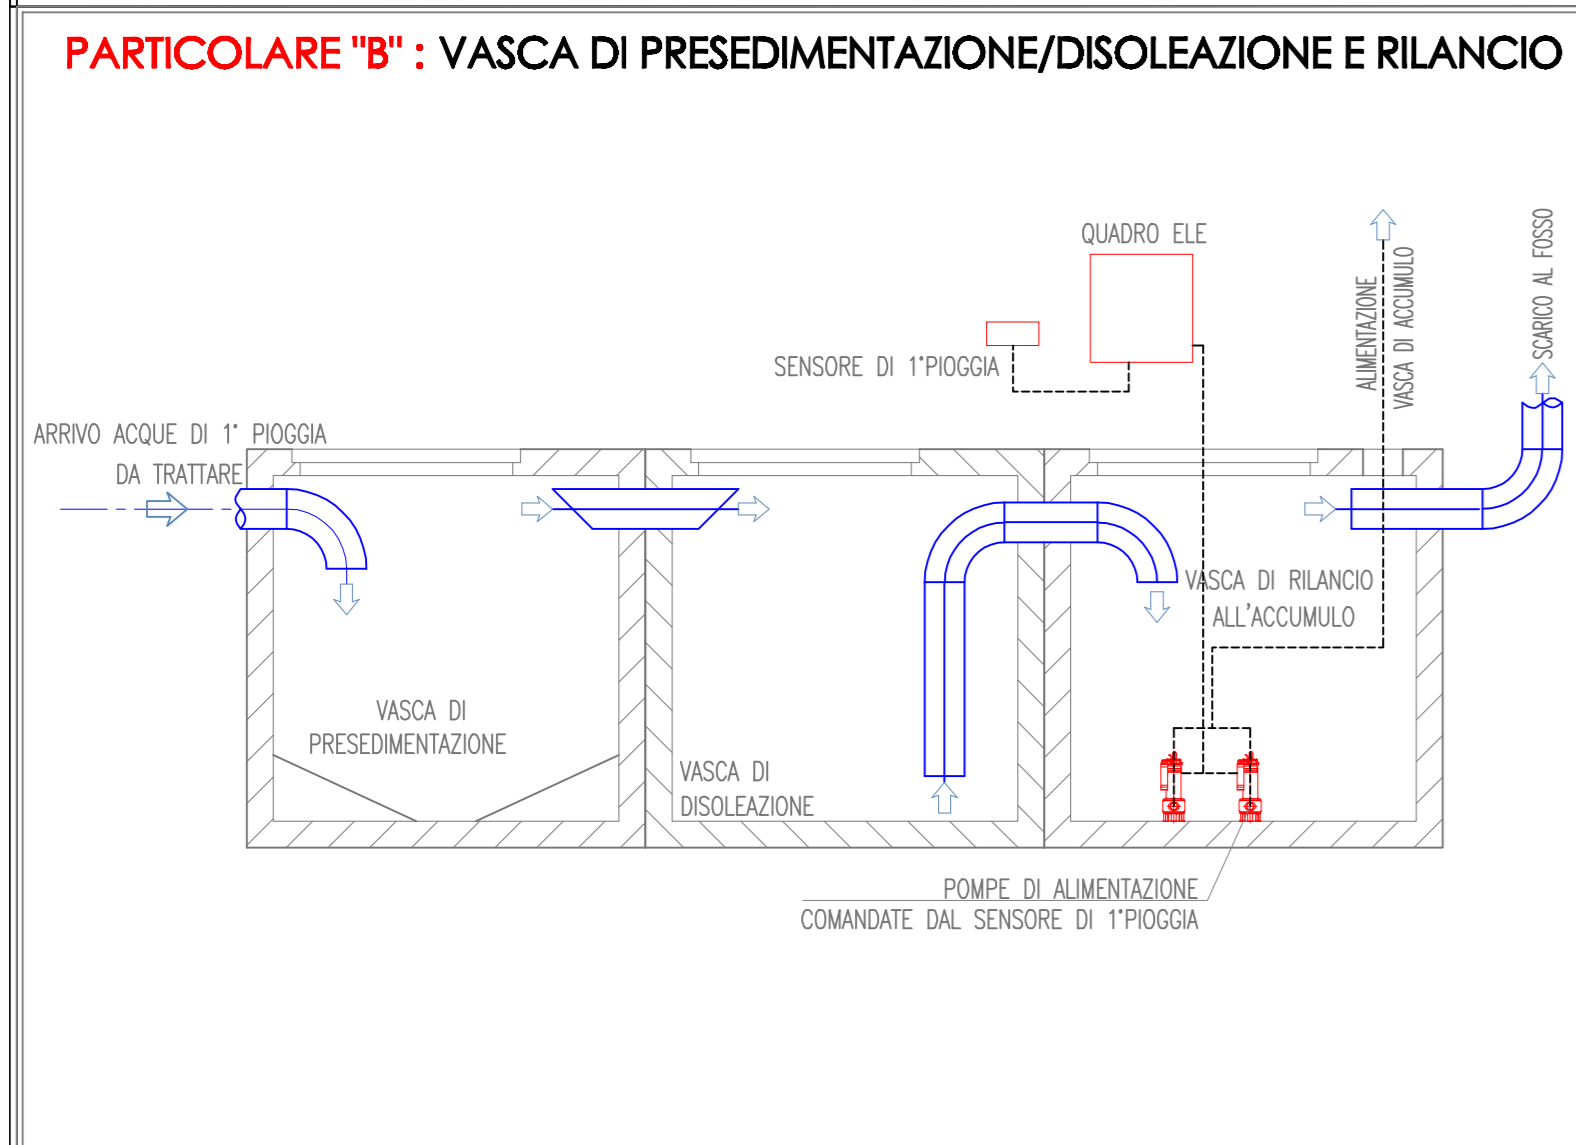 PARTICOLARE "B" : VASCA DI PRESEDIMENTAZIONE/DISOLEAZIONE E RILANCIO
QUADRO ELE
SENSORE DI 1°PIOGGIA
ALIMENTAZIONE
VASCA DI ACCUMULO
SCARICO AL FOSSO
ARRIVO ACQUE DI 1° PIOGGIA
DA TRATTARE
VASCA DI RILANCIO
ALL'ACCUMULO
VASCA DI
PRESEDIMENTAZIONE
VASCA DI
DISOLEAZIONE
POMPE DI ALIMENTAZIONE
COMANDATE DAL SENSORE DI 1°PIOGGIA